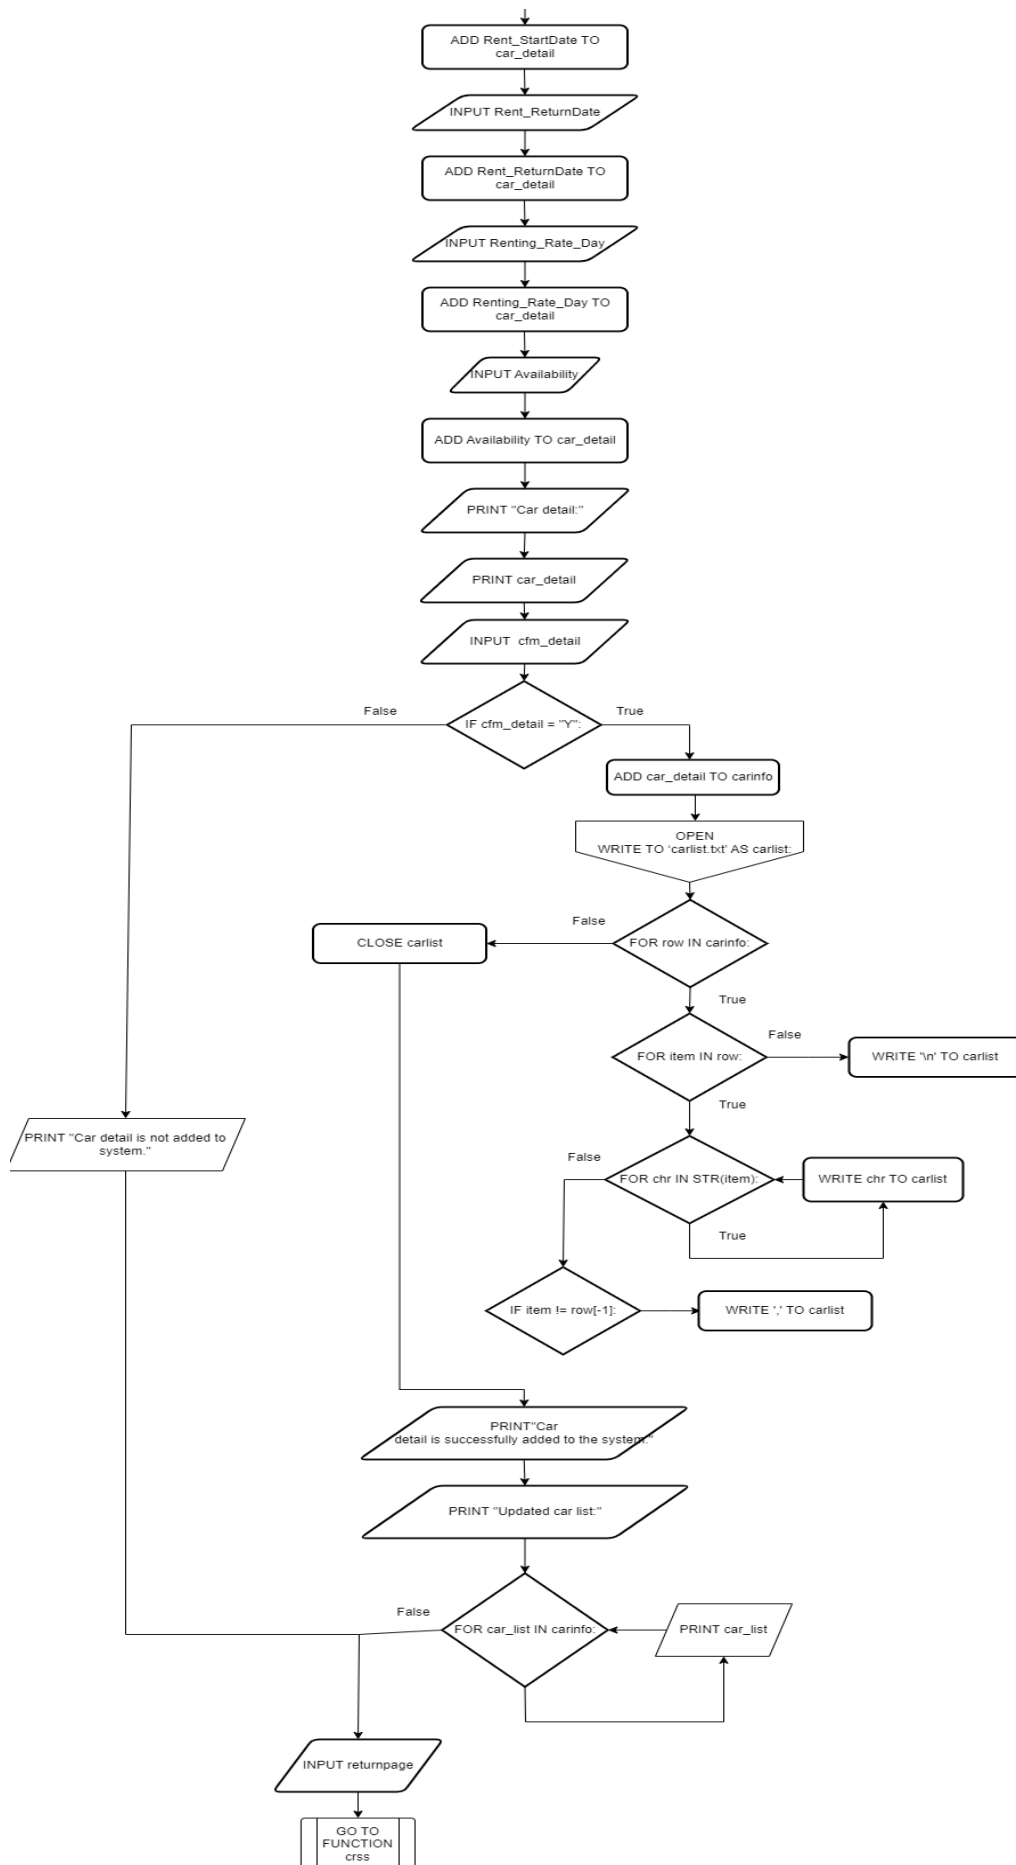 ADD Rent_StartDate TO
car_detail
INPUT Rent_ReturnDate
ADD Rent_ReturnDate TO
car_detail
INPUT Renting_Rate_Day
ADD Renting_Rate_Day TO
car_detail
INPUT Availability
ADD Availability TO car_detail
PRINT "Car detail:"
PRINT car_detail
INPUT  cfm_detail
False
IF cfm_detail = "Y":
True
ADD car_detail TO carinfo
OPEN
WRITE TO 'carlist.txt' AS carlist:
False
CLOSE carlist
FOR row IN carinfo:
True
FOR item IN row:
False
WRITE '\n' TO carlist
True
PRINT "Car detail is not added to
system."
False
FOR chr IN STR(item):
WRITE chr TO carlist
True
IF item != row[-1]:
WRITE ',' TO carlist
PRINT"Car
detail is successfully added to the system."
PRINT "Updated car list:"
False
FOR car_list IN carinfo:
PRINT car_list
INPUT returnpage
GO TO
FUNCTION
crss